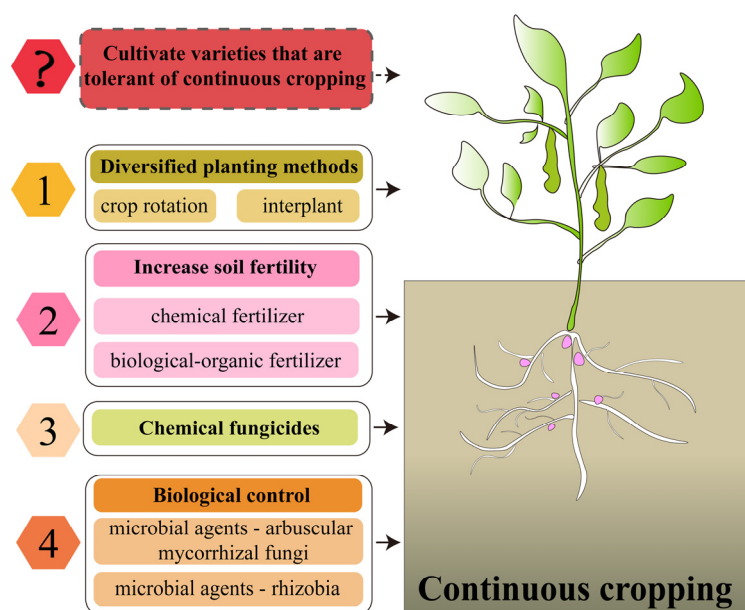 ?
Cultivate varieties that are
tolerant of continuous cropping
1
Diversified planting methods
crop rotation
interplant
2
Increase soil fertility
chemical fertilizer
biological-organic fertilizer
3
Chemical fungicides
4
Biological control
microbial agents - arbuscular
mycorrhizal fungi
microbial agents - rhizobia
Continuous cropping